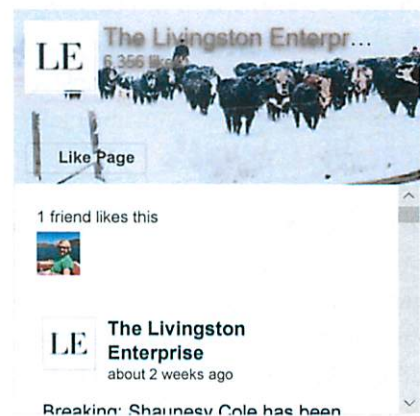 LE
The Livingston Enterpr...
6,356 likes
Like Page
1 friend likes this
LE
The Livingston
Enterprise
about 2 weeks ago
Breaking: Shaunesy Cole has been